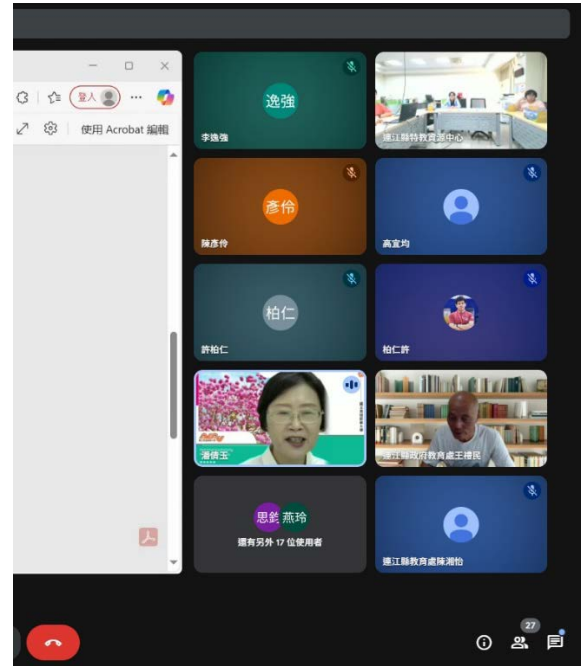 登入
使用 Acrobat 編輯
逸強
李逸強
連江縣特教資源中心
彥伶
陳彥伶
高宜均
柏仁
許柏仁
柏仁許
潘倩玉
連江縣政府教育處王禮民
思鈞
燕玲
還有另外 17 位使用者
連江縣教育處陳湘怡
27